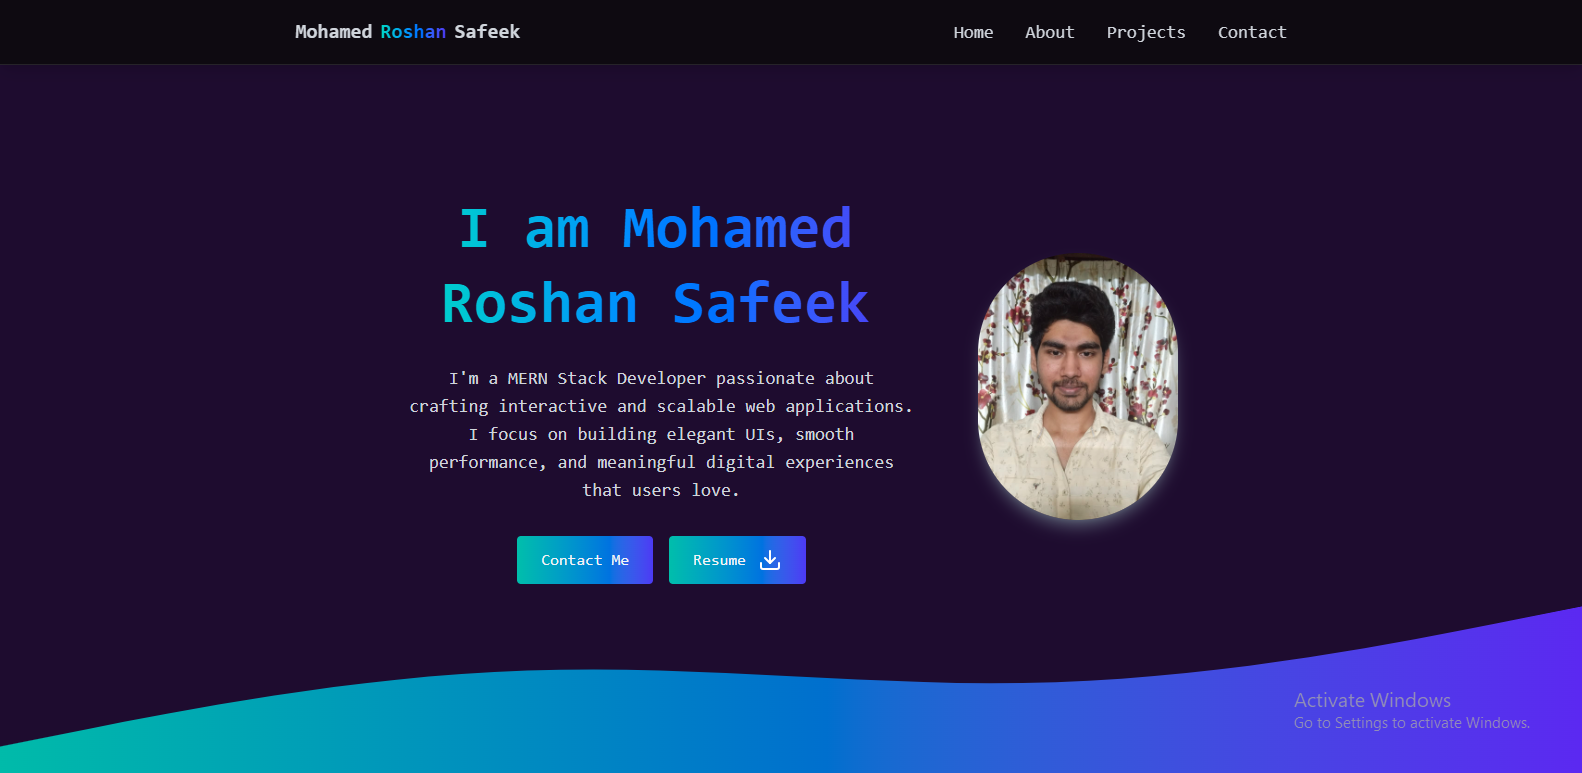 Mohamed Roshan Safeek
Home About Projects Contact
I am Mohamed
Roshan Safeek
I'm a MERN Stack Developer passionate about
crafting interactive and scalable web applications.
I focus on building elegant UIs, smooth
performance, and meaningful digital experiences
that users love.
Contact Me
Resume
Activate Windows
Go to Settings to activate Windows.